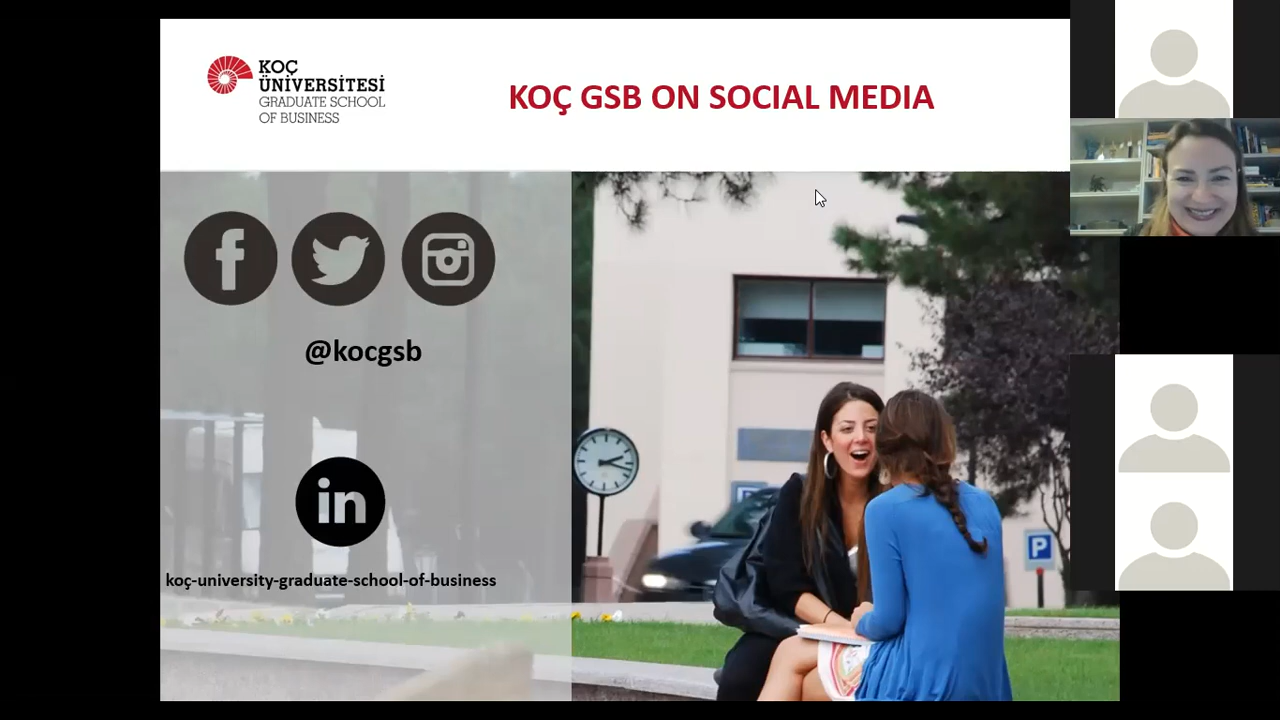 KOÇ
ÜNİVERSİTESİ
GRADUATE SCHOOL
OF BUSINESS
KOÇ GSB ON SOCIAL MEDIA
@kocgsb
in
koç-university-graduate-school-of-business
P